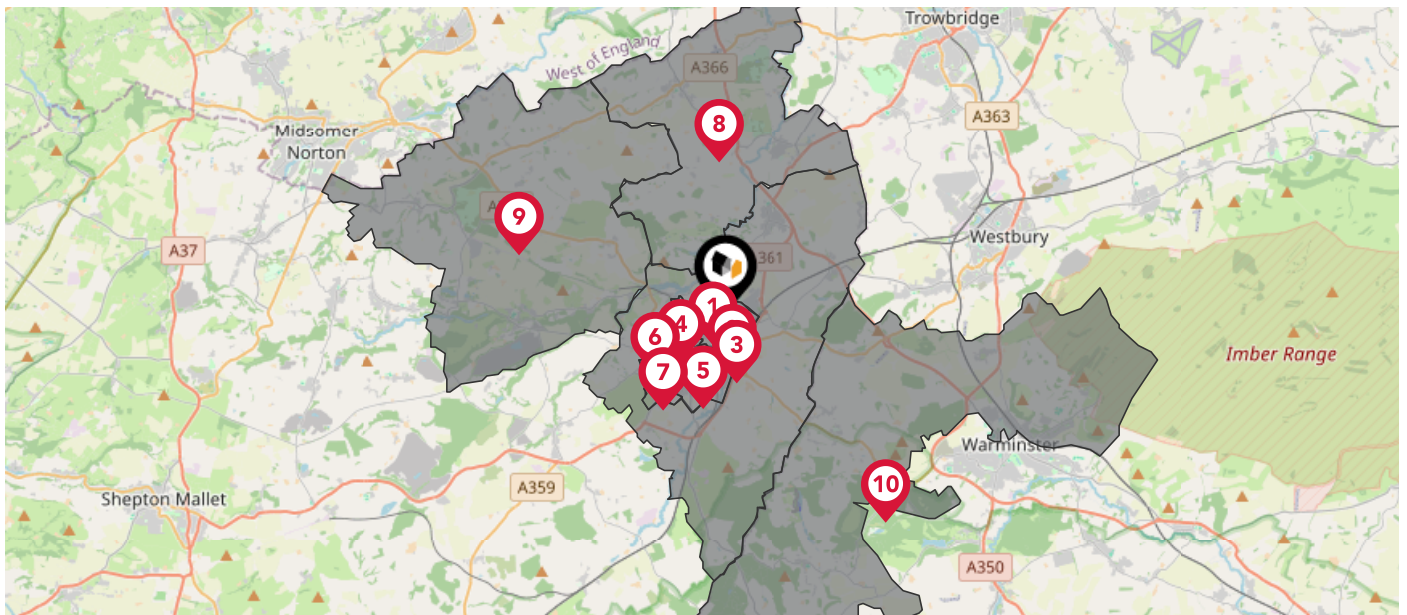 Trowbridge
West of England
A366
A363
8
Midsomer
Norton
9
A37
Westbury
361
1
4
6
3
7
5
Imber Range
Warminster
10
A359
Shepton Mallet
A350